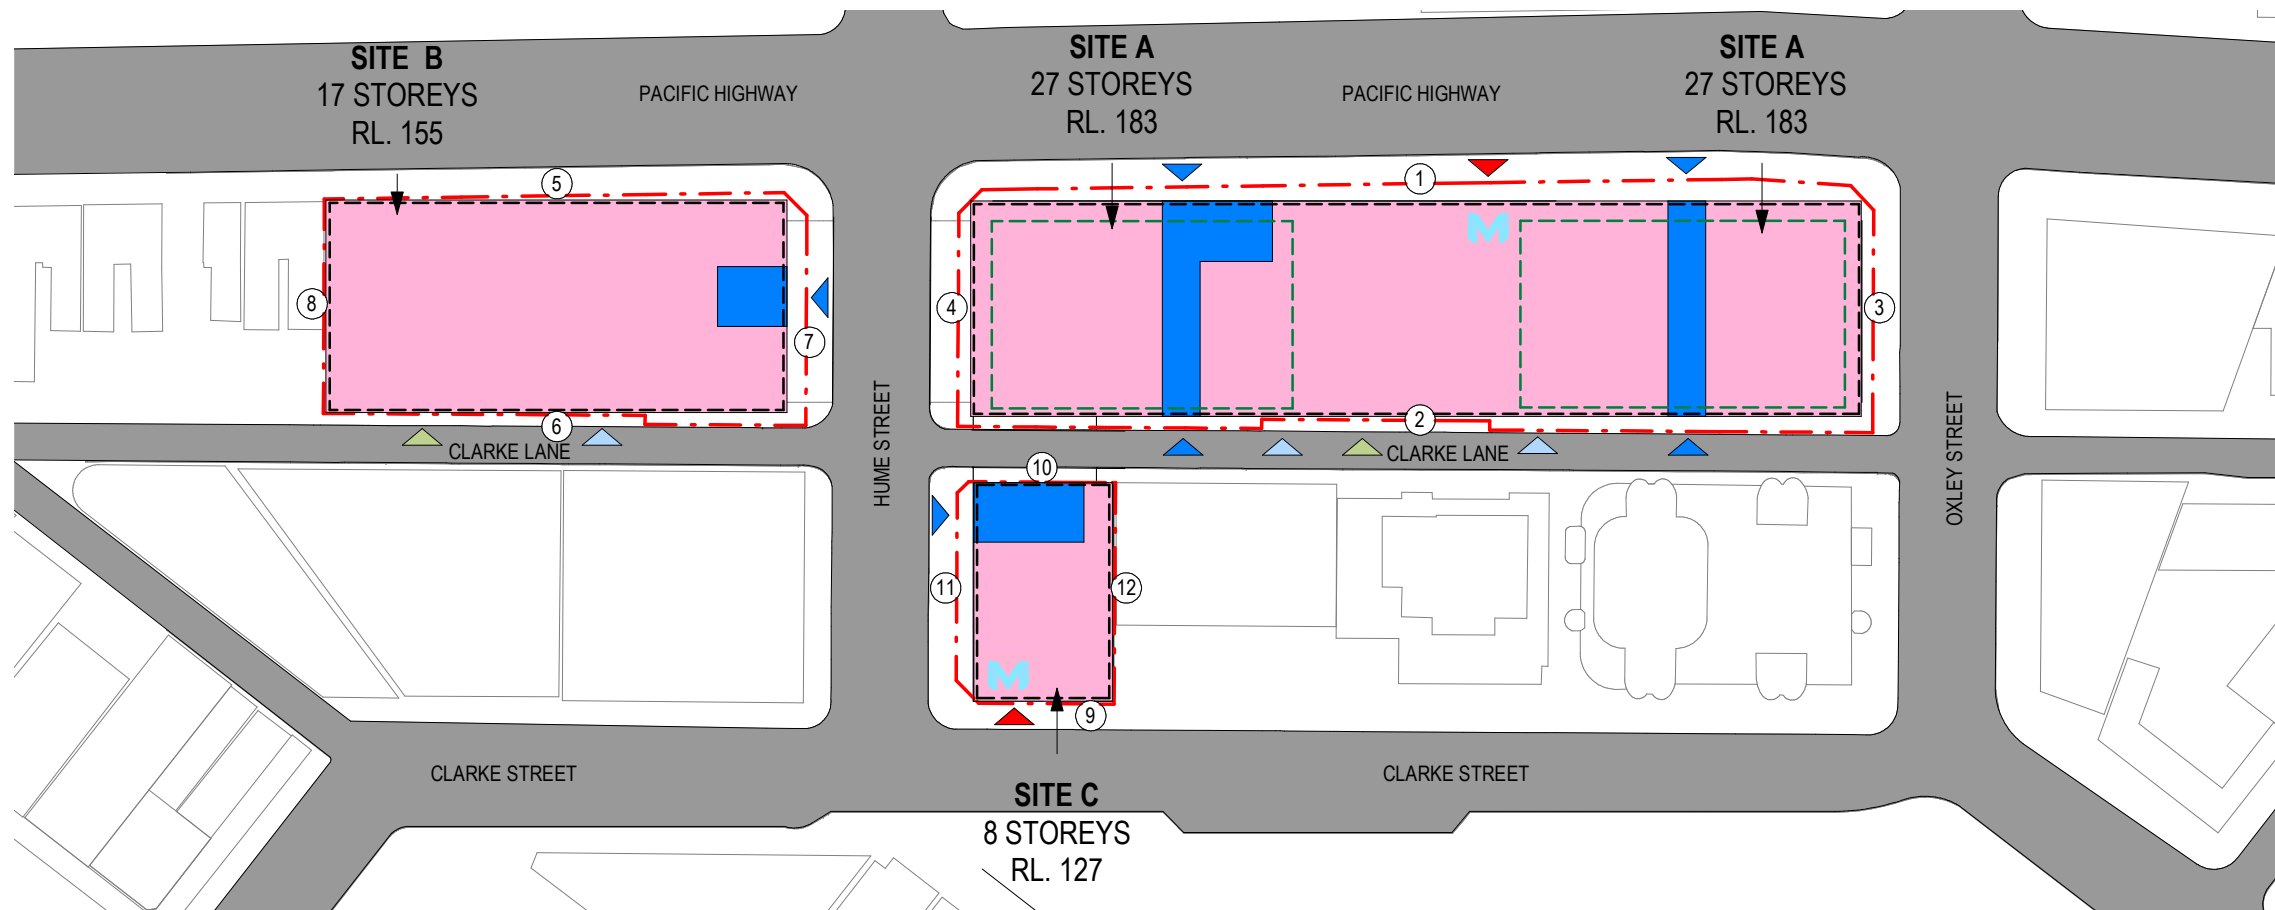 SITE B
17 STOREYS
RL. 155
PACIFIC HIGHWAY
SITE A
27 STOREYS
RL. 183
PACIFIC HIGHWAY
SITE A
27 STOREYS
RL. 183
5
1
8
7
4
3
M
6
2
CLARKE LANE
CLARKE LANE
HUME STREET
OXLEY STREET
10
11
12
M
9
CLARKE STREET
CLARKE STREET
SITE C
8 STOREYS
RL. 127